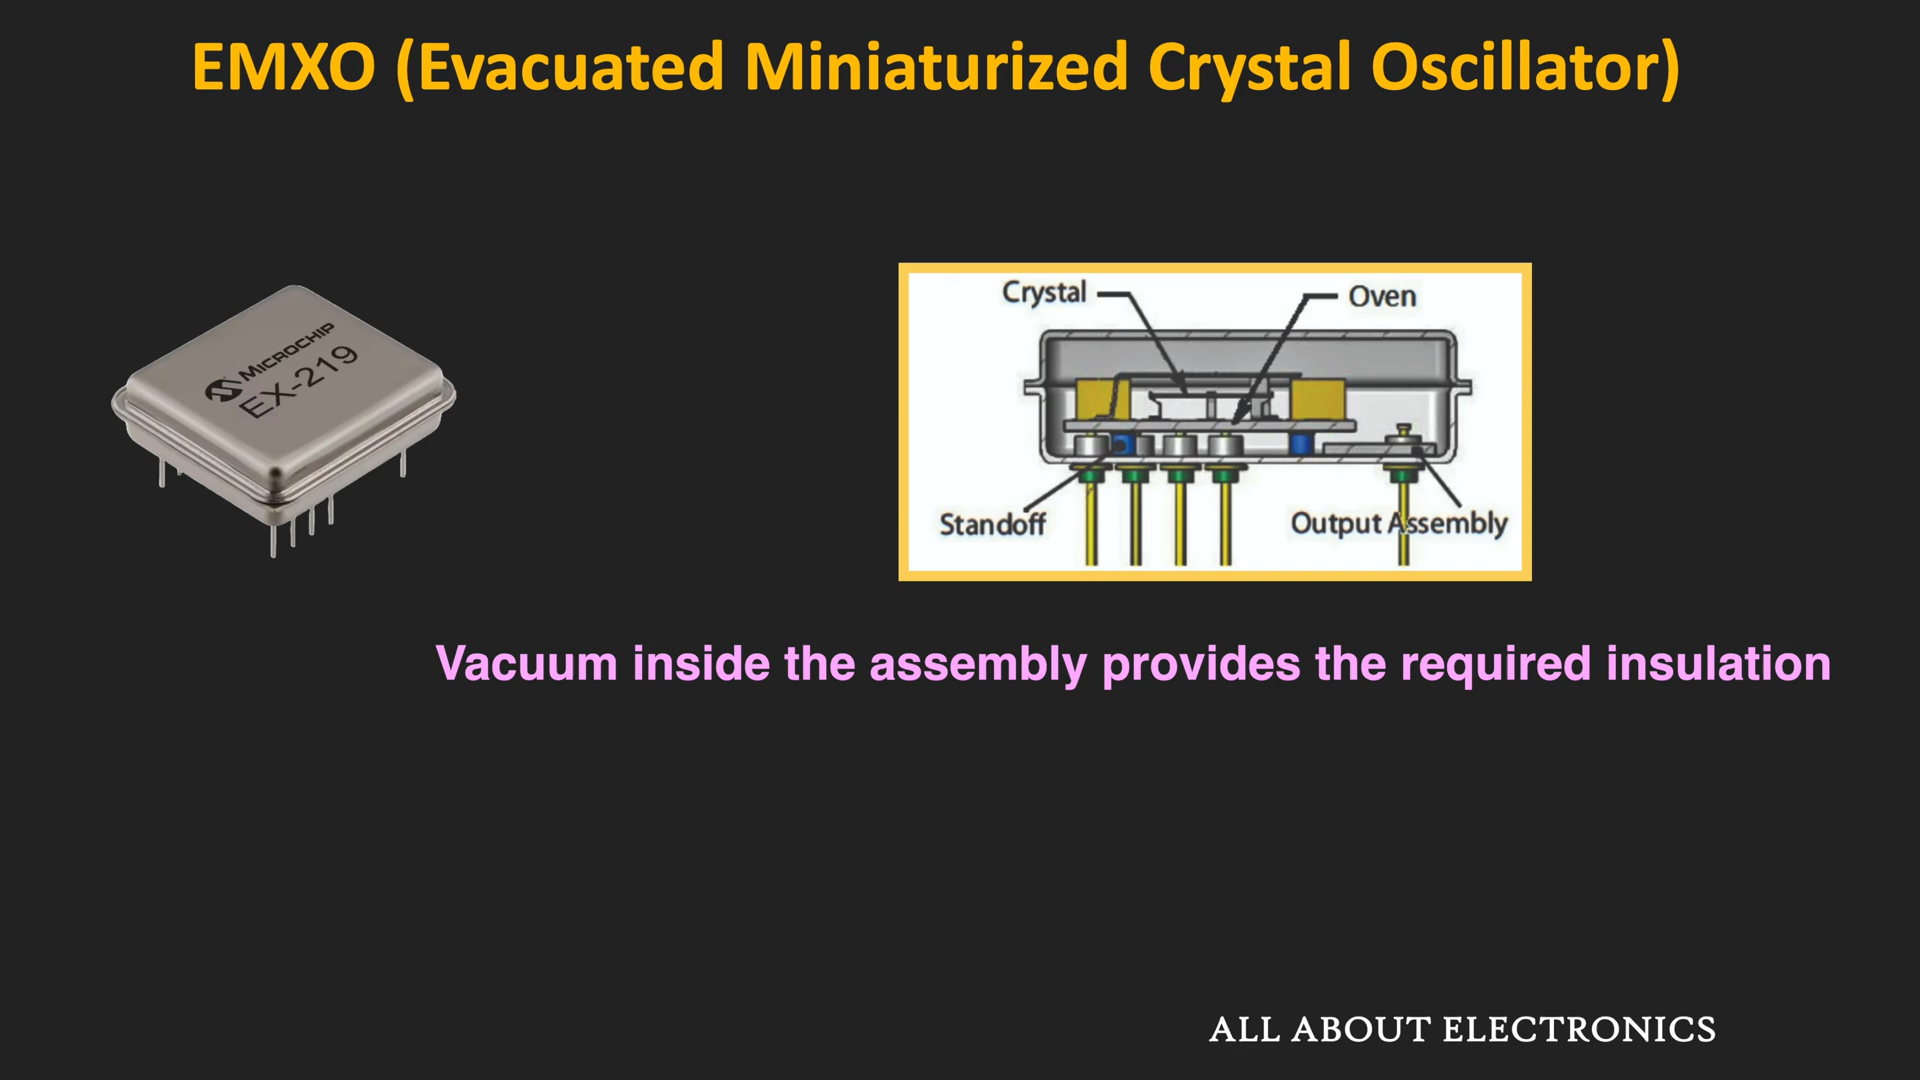 EMXO (Evacuated Miniaturized Crystal Oscillator)
MICROCHIP
EX-219
Crystal
Oven
Standoff
Output Assembly
Vacuum inside the assembly provides the required insulation
ALL ABOUT ELECTRONICS